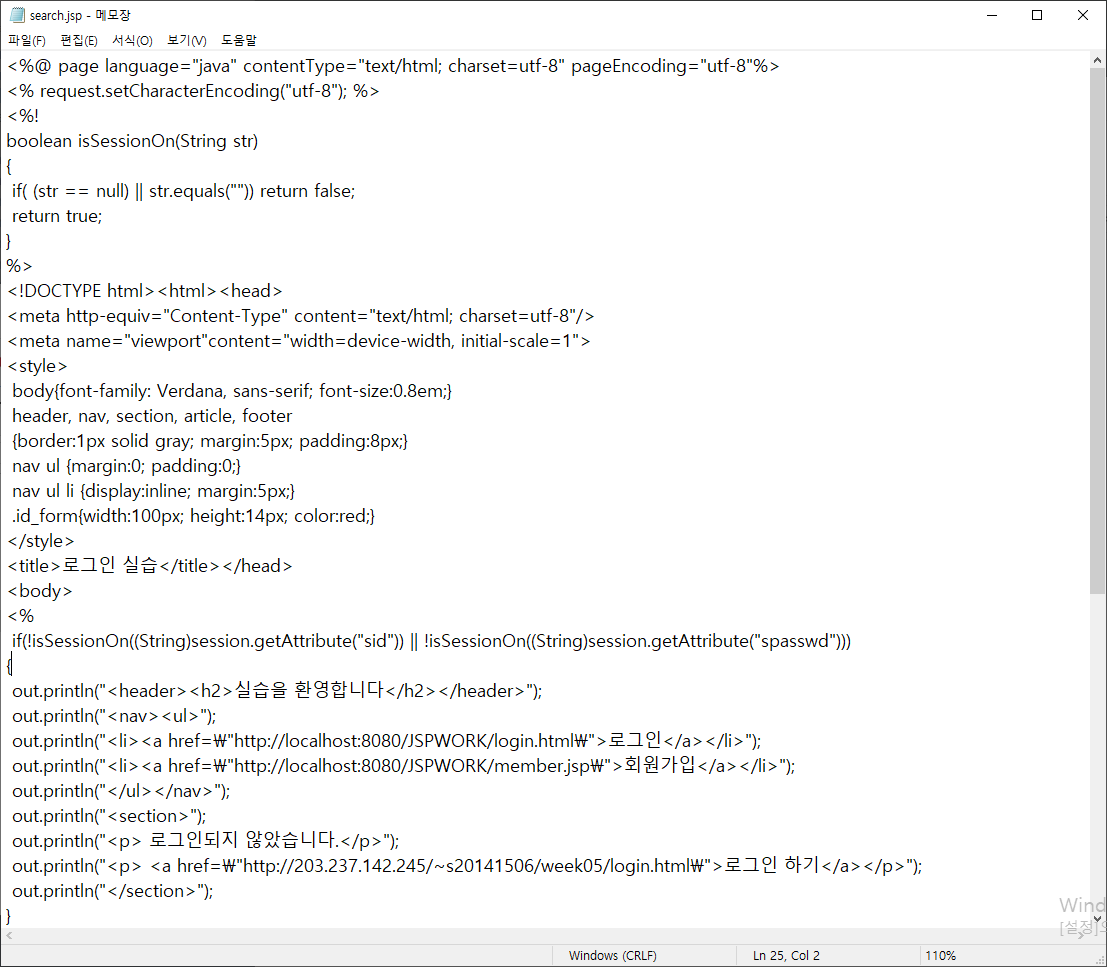 search.jsp - 메모장
파일(F) 편집(E) 서식(O) 보기(V) 도움말
<%@ page language="java" contentType="text/html; charset=utf-8" pageEncoding="utf-8"%>
<% request.setCharacterEncoding("utf-8"); %>
<%!
boolean isSessionOn(String str)
{
if( (str == null) || str.equals("")) return false;
return true;
}
%>
<!DOCTYPE html><html><head>
<meta http-equiv="Content-Type" content="text/html; charset=utf-8"/>
<meta name="viewport"content="width=device-width, initial-scale=1">
<style>
body{font-family: Verdana, sans-serif; font-size:0.8em;}
header, nav, section, article, footer
{border:1px solid gray; margin:5px; padding:8px;}
nav ul {margin:0; padding:0;}
nav ul li {display:inline; margin:5px;}
.id_form{width:100px; height:14px; color:red;}
</style>
<title>로그인 실습</title></head>
<body>
<%
if(!isSessionOn((String)session.getAttribute("sid")) || !isSessionOn((String)session.getAttribute("spasswd")))
{
out.println("<header><h2>실습을 환영합니다</h2></header>");
out.println("<nav><ul>");
out.println("<li><a href=₩"http://localhost:8080/JSPWORK/login.html₩">로그인</a></li>");
out.println("<li><a href=₩"http://localhost:8080/JSPWORK/member.jsp₩">회원가입</a></li>");
out.println("</ul></nav>");
out.println("<section>");
out.println("<p> 로그인되지 않았습니다.</p>");
out.println("<p> <a href=₩"http://203.237.142.245/~s20141506/week05/login.html₩">로그인 하기</a></p>");
out.println("</section>");
}
Wind
[설정]으
Windows (CRLF) Ln 25, Col 2 110%